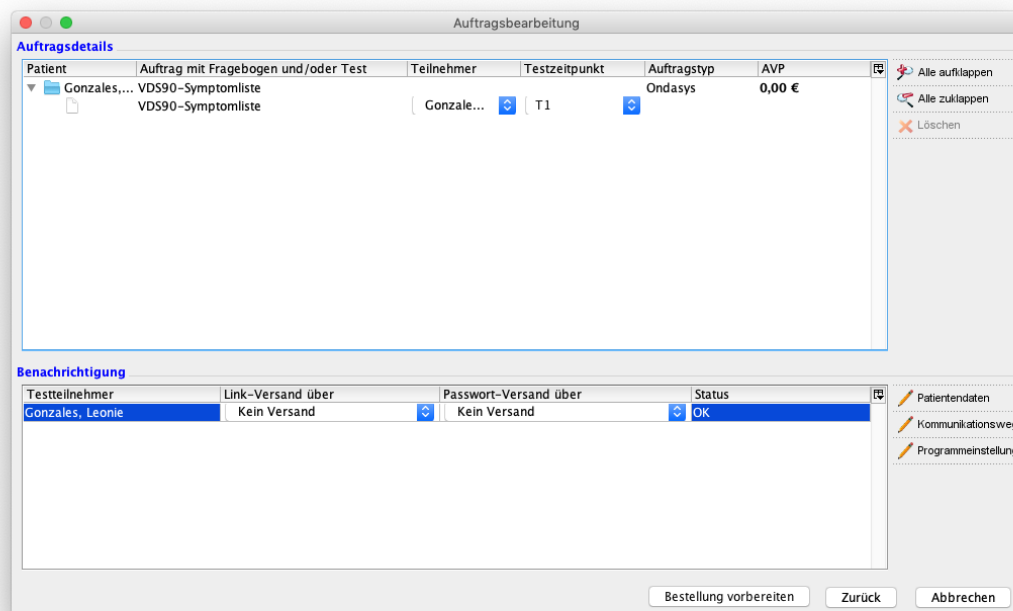 Auftragsbearbeitung
Auftragsdetails
Patient Auftrag mit Fragebogen und/oder Test Teilnehmer Testzeitpunkt Auftragstyp AVP
Gonzales,... VDS90-Symptomliste Ondasys 0,00 €
VDS90-Symptomliste Gonzale... T1
Alle aufklappen
Alle zuklappen
Löschen
Benachrichtigung
Testteilnehmer Link-Versand über Passwort-Versand über Status
Gonzales, Leonie Kein Versand Kein Versand OK
Patientendaten
Kommunikationsweg
Programmeinstellung
Bestellung vorbereiten Zurück Abbrechen